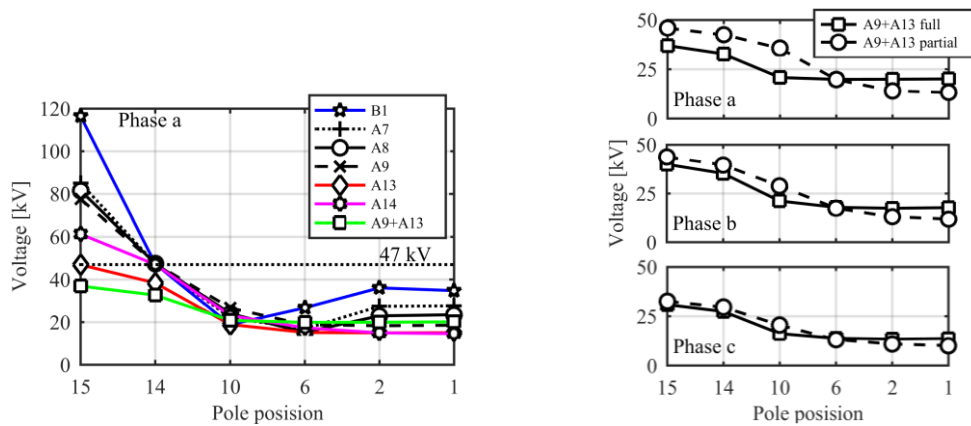 Voltage [kV]
120
100
80
60
40
20
0
Phase a
B1
A7
A8
A9
A13
A14
A9+A13
47 kV
15 14 10 6 2 1
Pole posision
Voltage [kV]
50
25
0
Phase a
A9+A13 full
A9+A13 partial
50
25
0
Phase b
50
25
0
Phase c
15 14 10 6 2 1
Pole posision